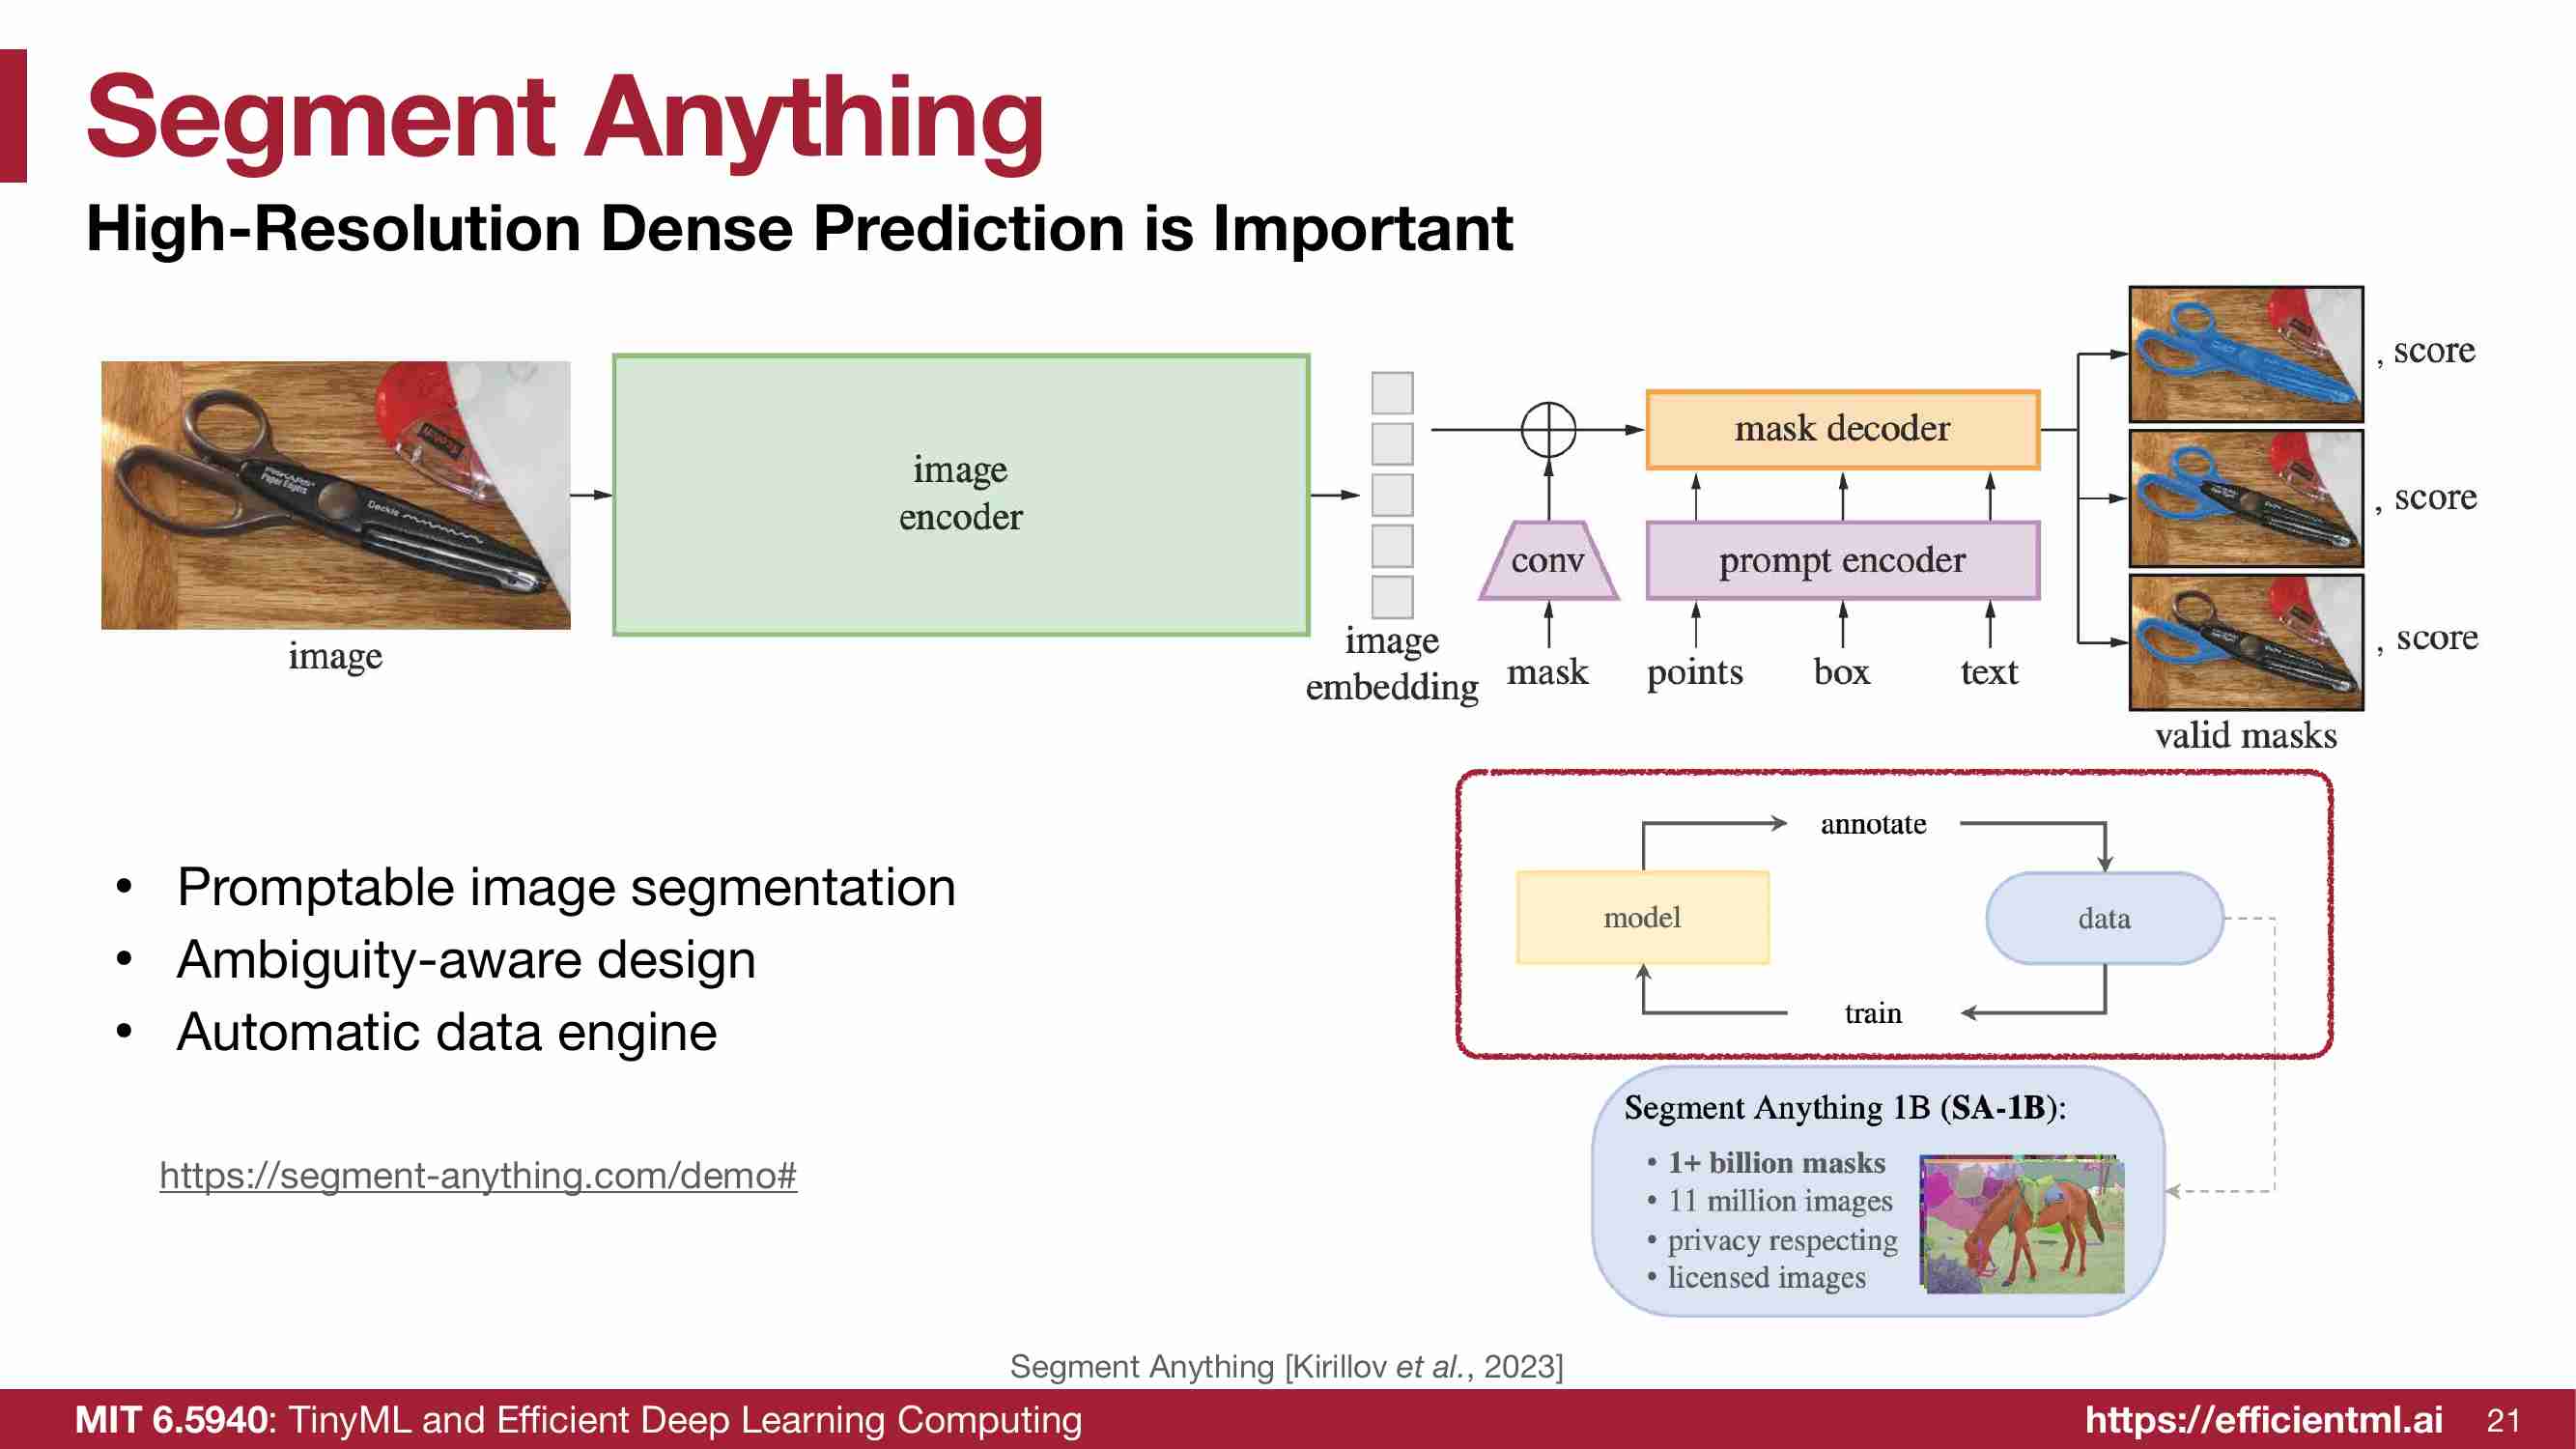 Segment Anything
High-Resolution Dense Prediction is Important
image
image
encoder
image
embedding
conv
mask
mask decoder
prompt encoder
points
box
text
, score
, score
, score
valid masks
• Promptable image segmentation
• Ambiguity-aware design
• Automatic data engine
https://segment-anything.com/demo#
annotate
model
data
train
Segment Anything 1B (SA-1B):
• 1+ billion masks
• 11 million images
• privacy respecting
• licensed images
Segment Anything [Kirillov et al., 2023]
MIT 6.5940: TinyML and Efficient Deep Learning Computing
https://efficientml.ai
21